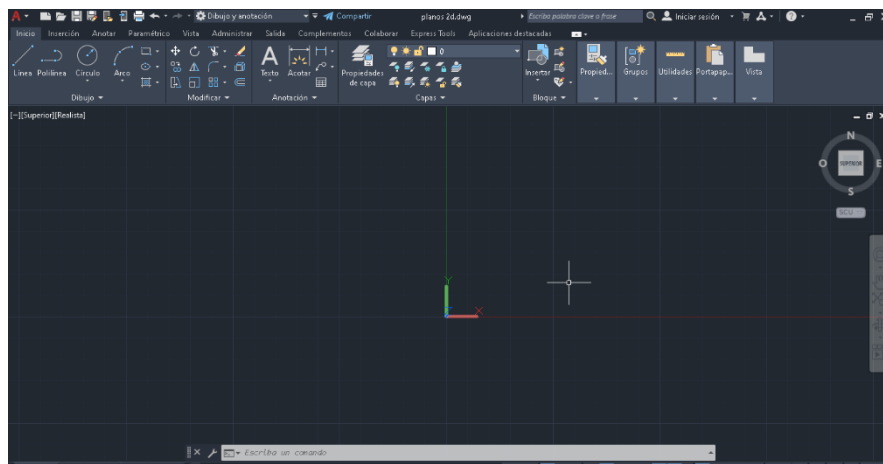 A Dibujo y anotación Compartir planos 2d.dwg Escriba palabra clave o frase Iniciar sesión
Inicio Inserción Anotar Paramétrico Vista Administrar Salida Complementos Colaborar Express Tools Aplicaciones destacadas
0
Línea Polilínea Círculo Arco Texto Acotar Propiedades de capa Insertar Propied... Grupos Utilidades Portapap... Vista
Dibujo Modificar Anotación Capas Bloque
[-][Superior][Realista]
N
O SUPERIOR E
S
SCU
Y
X
Escriba un comando